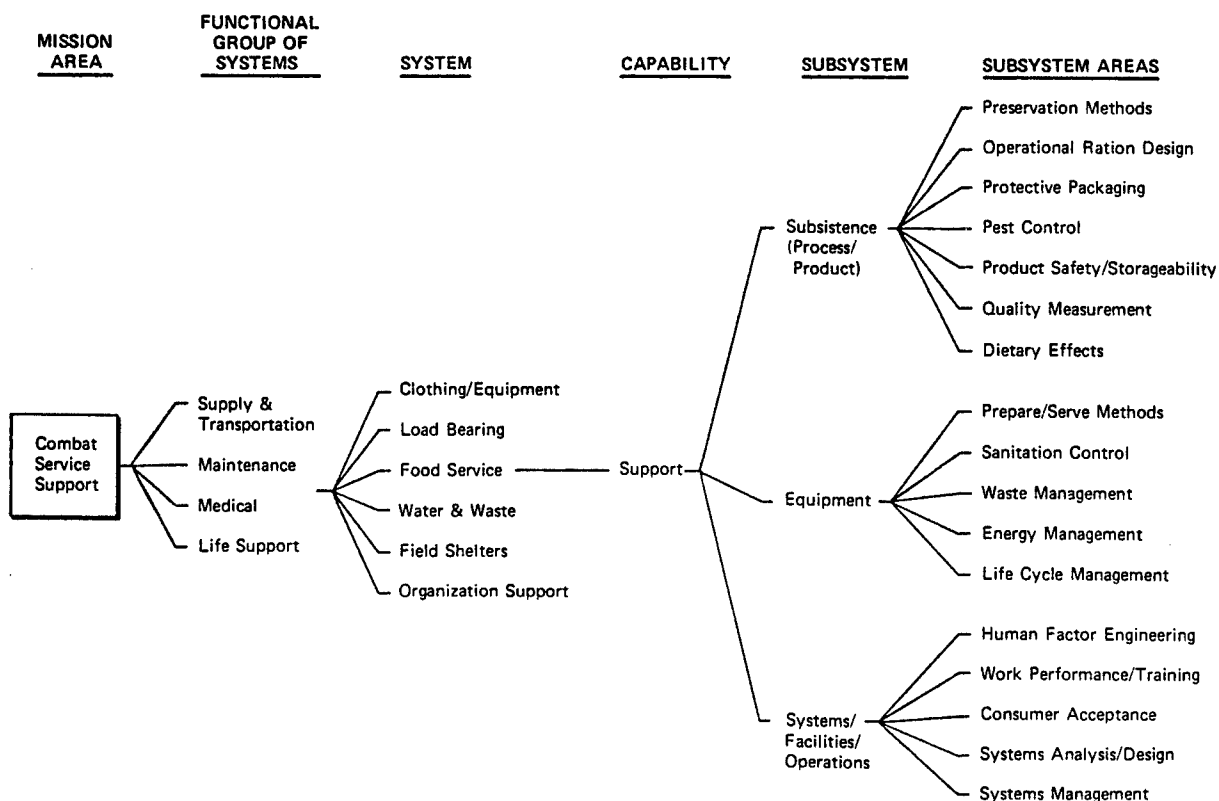 MISSION
AREA
FUNCTIONAL
GROUP OF
SYSTEMS
SYSTEM
CAPABILITY
SUBSYSTEM
SUBSYSTEM AREAS
Combat
Service
Support
Supply &
Transportation
Maintenance
Medical
Life Support
Clothing/Equipment
Load Bearing
Food Service
Water & Waste
Field Shelters
Organization Support
Support
Subsistence
(Process/
Product)
Preservation Methods
Operational Ration Design
Protective Packaging
Pest Control
Product Safety/Storageability
Quality Measurement
Dietary Effects
Equipment
Prepare/Serve Methods
Sanitation Control
Waste Management
Energy Management
Life Cycle Management
Systems/
Facilities/
Operations
Human Factor Engineering
Work Performance/Training
Consumer Acceptance
Systems Analysis/Design
Systems Management